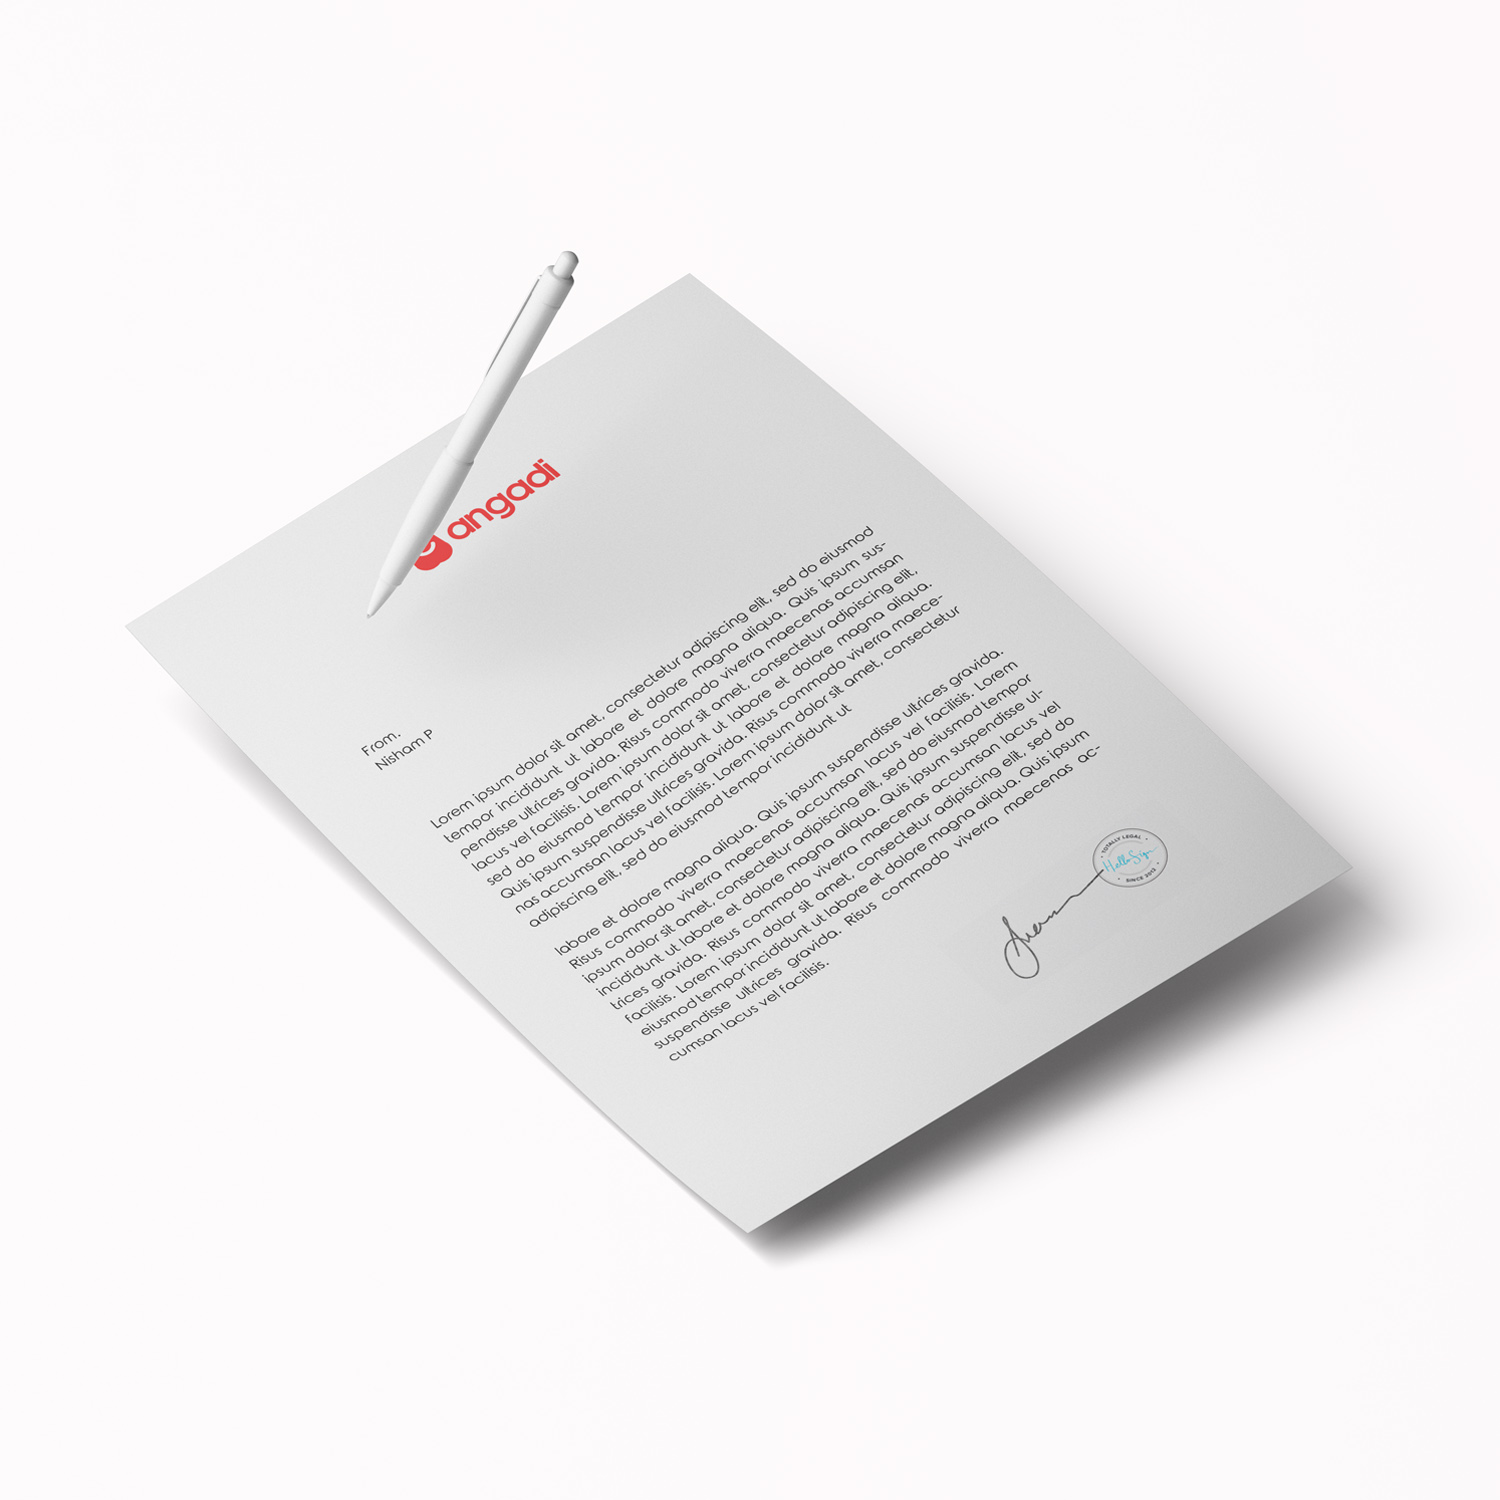 angadi
From.
Nisham P
Lorem ipsum dolor sit amet, consectetur adipiscing elit, sed do eiusmod
tempor incididunt ut labore et dolore magna aliqua. Quis ipsum sus-
pendisse ultrices gravida. Risus commodo viverra maecenas accumsan
lacus vel facilisis. Lorem ipsum dolor sit amet, consectetur adipiscing elit,
sed do eiusmod tempor incididunt ut labore et dolore magna aliqua.
Quis ipsum suspendisse ultrices gravida. Risus commodo viverra maece-
nas accumsan lacus vel facilisis. Lorem ipsum dolor sit amet, consectetur
adipiscing elit, sed do eiusmod tempor incididunt ut
labore et dolore magna aliqua. Quis ipsum suspendisse ultrices gravida.
Risus commodo viverra maecenas accumsan lacus vel facilisis. Lorem
ipsum dolor sit amet, consectetur adipiscing elit, sed do eiusmod tempor
incididunt ut labore et dolore magna aliqua. Quis ipsum suspendisse ul-
trices gravida. Risus commodo viverra maecenas accumsan lacus vel
facilisis. Lorem ipsum dolor sit amet, consectetur adipiscing elit, sed do
eiusmod tempor incididunt ut labore et dolore magna aliqua. Quis ipsum
suspendisse ultrices gravida. Risus commodo viverra maecenas ac-
cumsan lacus vel facilisis.
TOTALLY LEGAL
HelloSign
SINCE 2013